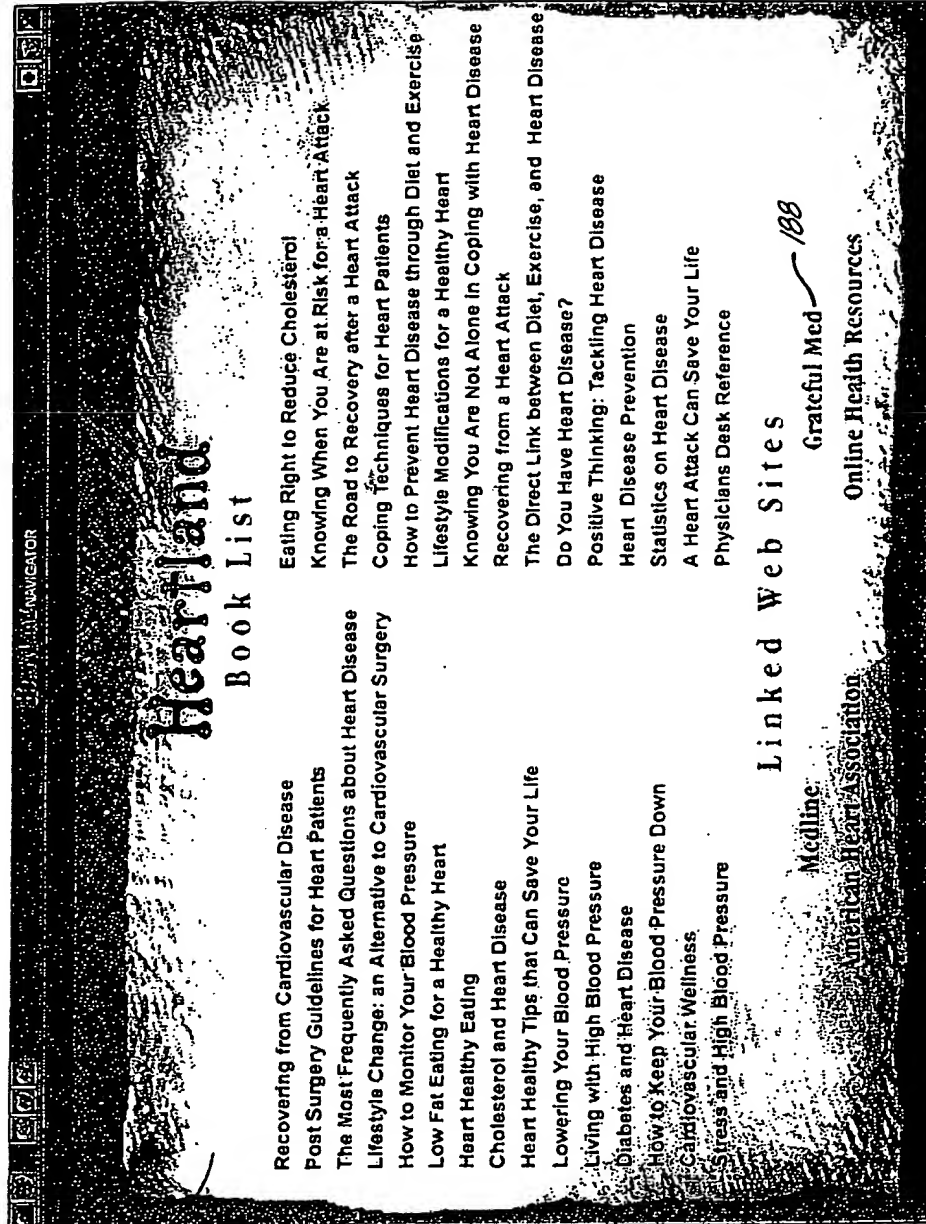 NAVIGATOR
HeartLand
Book List
Recovering from Cardiovascular Disease
Post Surgery Guidelines for Heart Patients
The Most Frequently Asked Questions about Heart Disease
Lifestyle Change: an Alternative to Cardiovascular Surgery
How to Monitor Your Blood Pressure
Low Fat Eating for a Healthy Heart
Heart Healthy Eating
Cholesterol and Heart Disease
Heart Healthy Tips that Can Save Your Life
Lowering Your Blood Pressure
Living with High Blood Pressure
Diabetes and Heart Disease
How to Keep Your Blood Pressure Down
Cardiovascular Wellness
Stress and High Blood Pressure
Eating Right to Reduce Cholesterol
Knowing When You Are at Risk for a Heart Attack
The Road to Recovery after a Heart Attack
Coping Techniques for Heart Patients
How to Prevent Heart Disease through Diet and Exercise
Lifestyle Modifications for a Healthy Heart
Knowing You Are Not Alone in Coping with Heart Disease
Recovering from a Heart Attack
The Direct Link between Diet, Exercise, and Heart Disease
Do You Have Heart Disease?
Positive Thinking: Tackling Heart Disease
Heart Disease Prevention
Statistics on Heart Disease
A Heart Attack Can Save Your Life
Physicians Desk Reference
Linked Web Sites
Medline
Grateful Med 188
American Heart Association
Online Health Resources